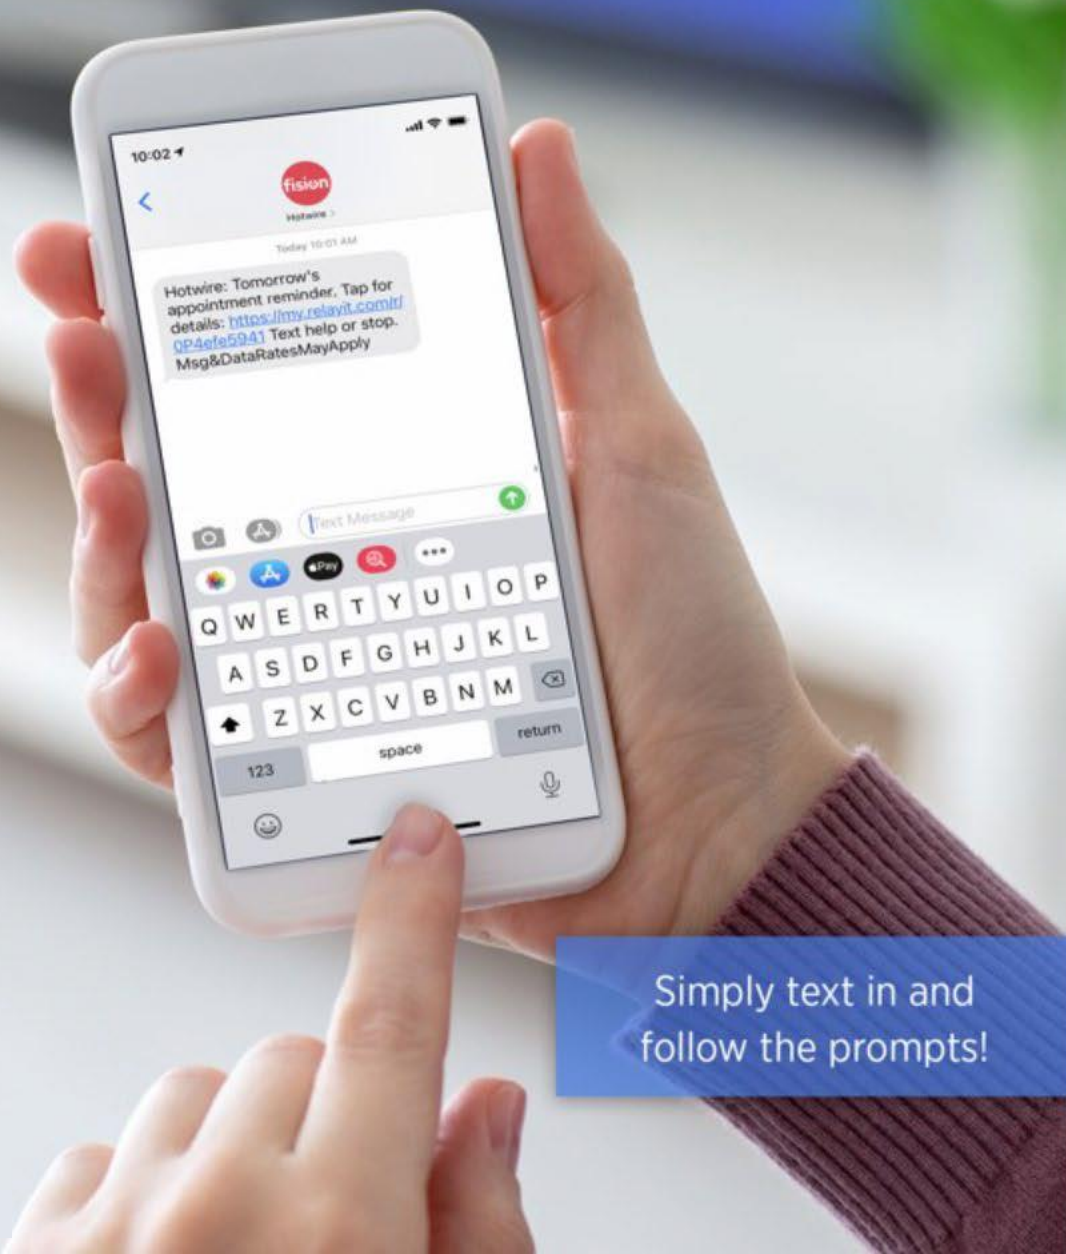 10:02
fision
Hotwire >
Today 10:01 AM
Hotwire: Tomorrow's
appointment reminder. Tap for
details: https://my.relayit.com/r/
0P4efe5941 Text help or stop.
Msg&DataRatesMayApply
Text Message
Pay
Q W E R T Y U I O P
A S D F G H J K L
Z X C V B N M
123 space return
Simply text in and
follow the prompts!